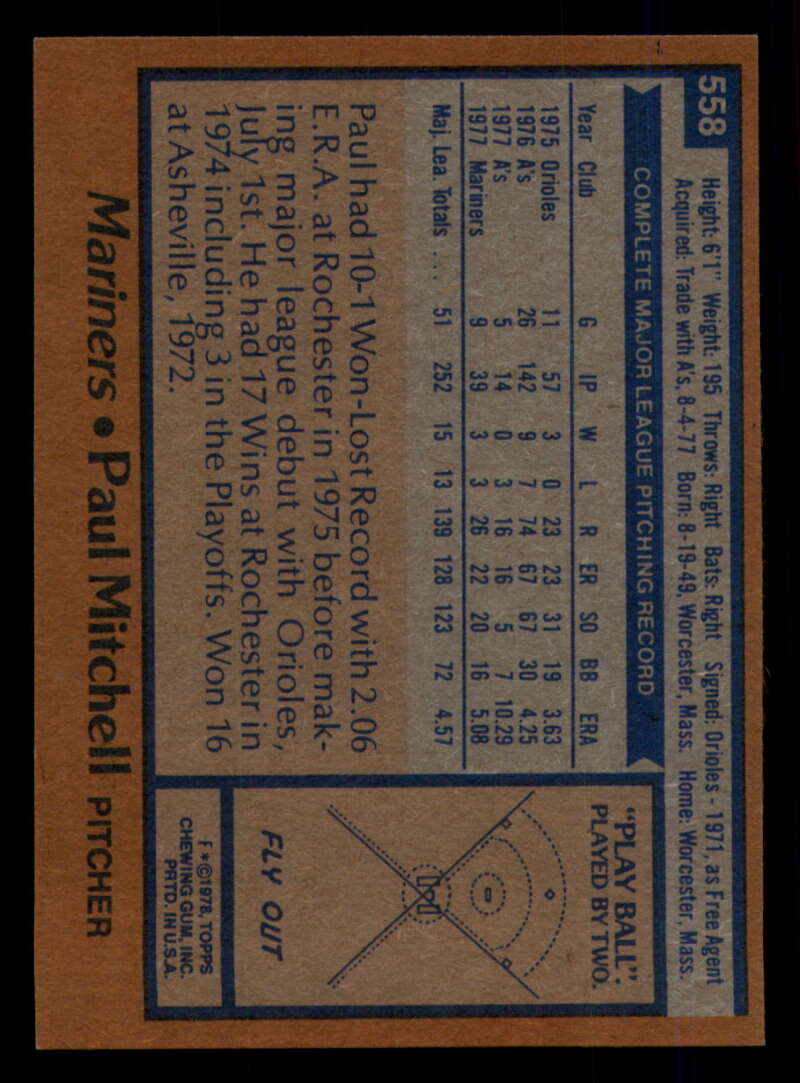 558
Height: 6'1" Weight: 195 Throws: Right Bats: Right Signed: Orioles - 1971, as Free Agent
Acquired: Trade with A's, 8-4-77 Born: 8-19-49, Worcester, Mass. Home: Worcester, Mass.
COMPLETE MAJOR LEAGUE PITCHING RECORD
Year Club G IP W L R ER SO BB ERA
1975 Orioles 11 57 3 0 23 23 31 19 3.63
1976 A's 26 142 9 7 74 67 67 30 4.25
1977 A's 5 14 0 3 16 16 5 7 10.29
1977 Mariners 9 39 3 3 26 22 20 16 5.08
Maj. Lea. Totals .... 51 252 15 13 139 128 123 72 4.57
Paul had 10-1 Won-Lost Record with 2.06
E.R.A. at Rochester in 1975 before mak-
ing major league debut with Orioles,
July 1st. He had 17 Wins at Rochester in
1974 including 3 in the Playoffs. Won 16
at Asheville, 1972.
"PLAY BALL":
PLAYED BY TWO.
FLY OUT
F*©1978, TOPPS
CHEWING GUM, INC.
PRTD. IN U.S.A.
Mariners • Paul Mitchell PITCHER